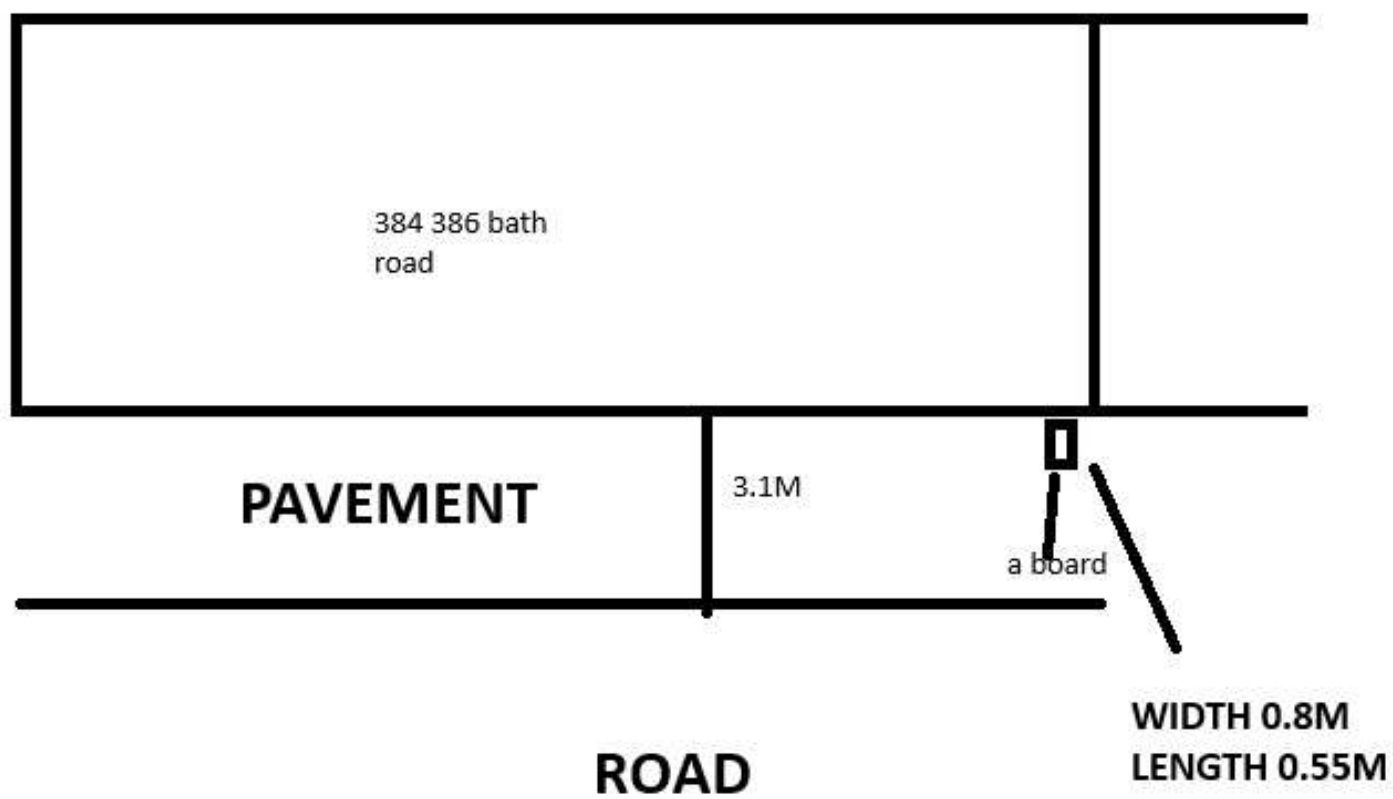 384 386 bath
road
PAVEMENT
3.1M
a board
WIDTH 0.8M
LENGTH 0.55M
ROAD